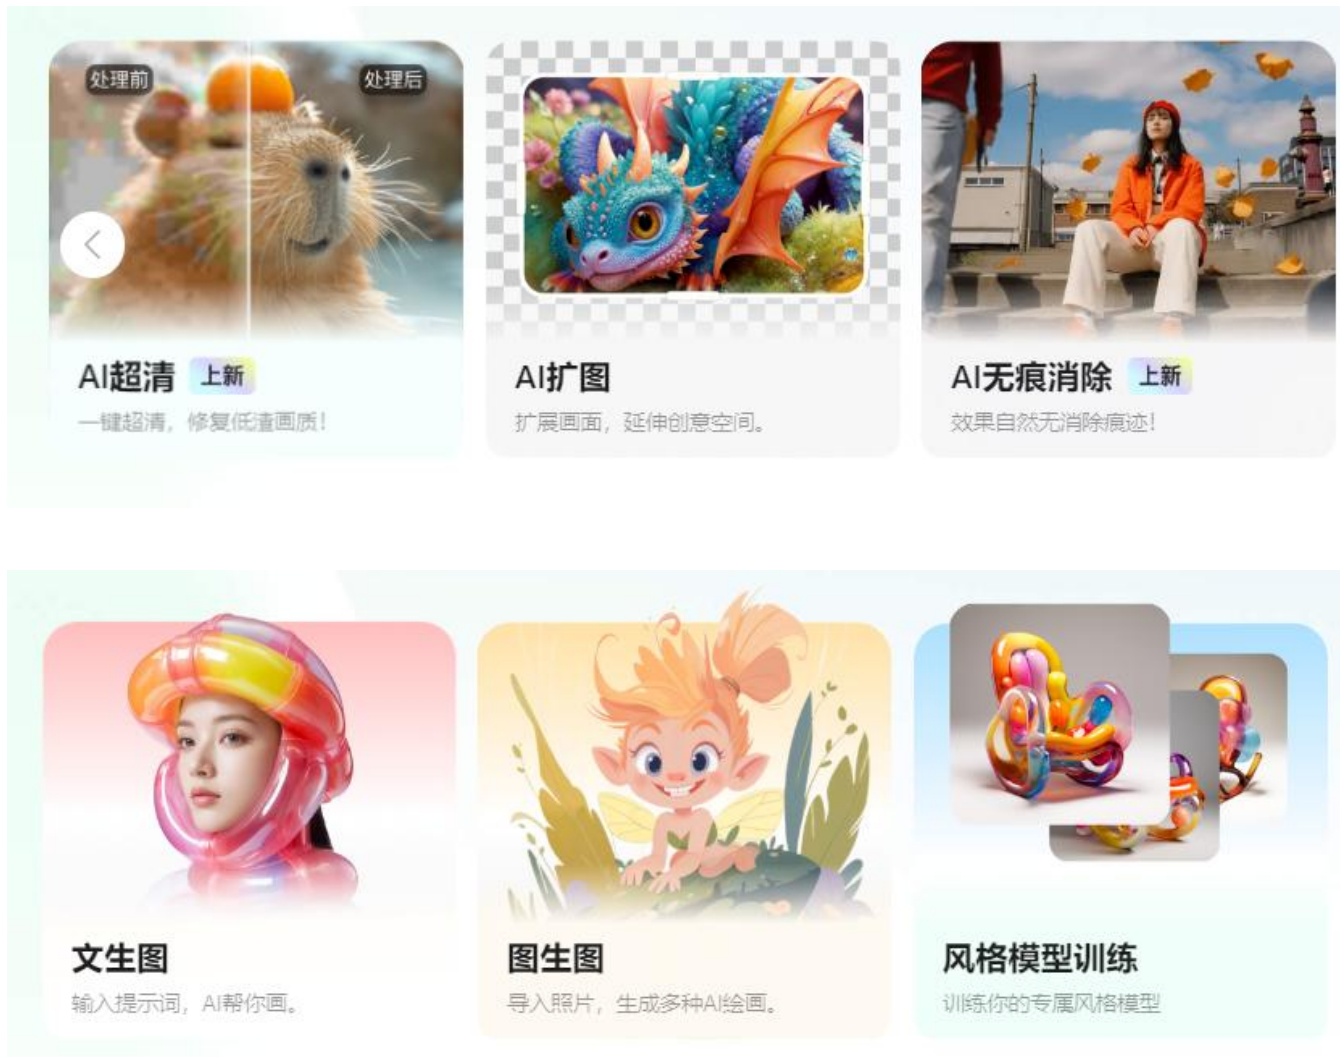 处理前
处理后
AI超清 上新
一键超清，修复低渣画质！
AI扩图
扩展画面，延伸创意空间。
AI无痕消除 上新
效果自然无消除痕迹！
文生图
输入提示词，AI帮你画。
图生图
导入照片，生成多种AI绘画。
风格模型训练
训练你的专属风格模型